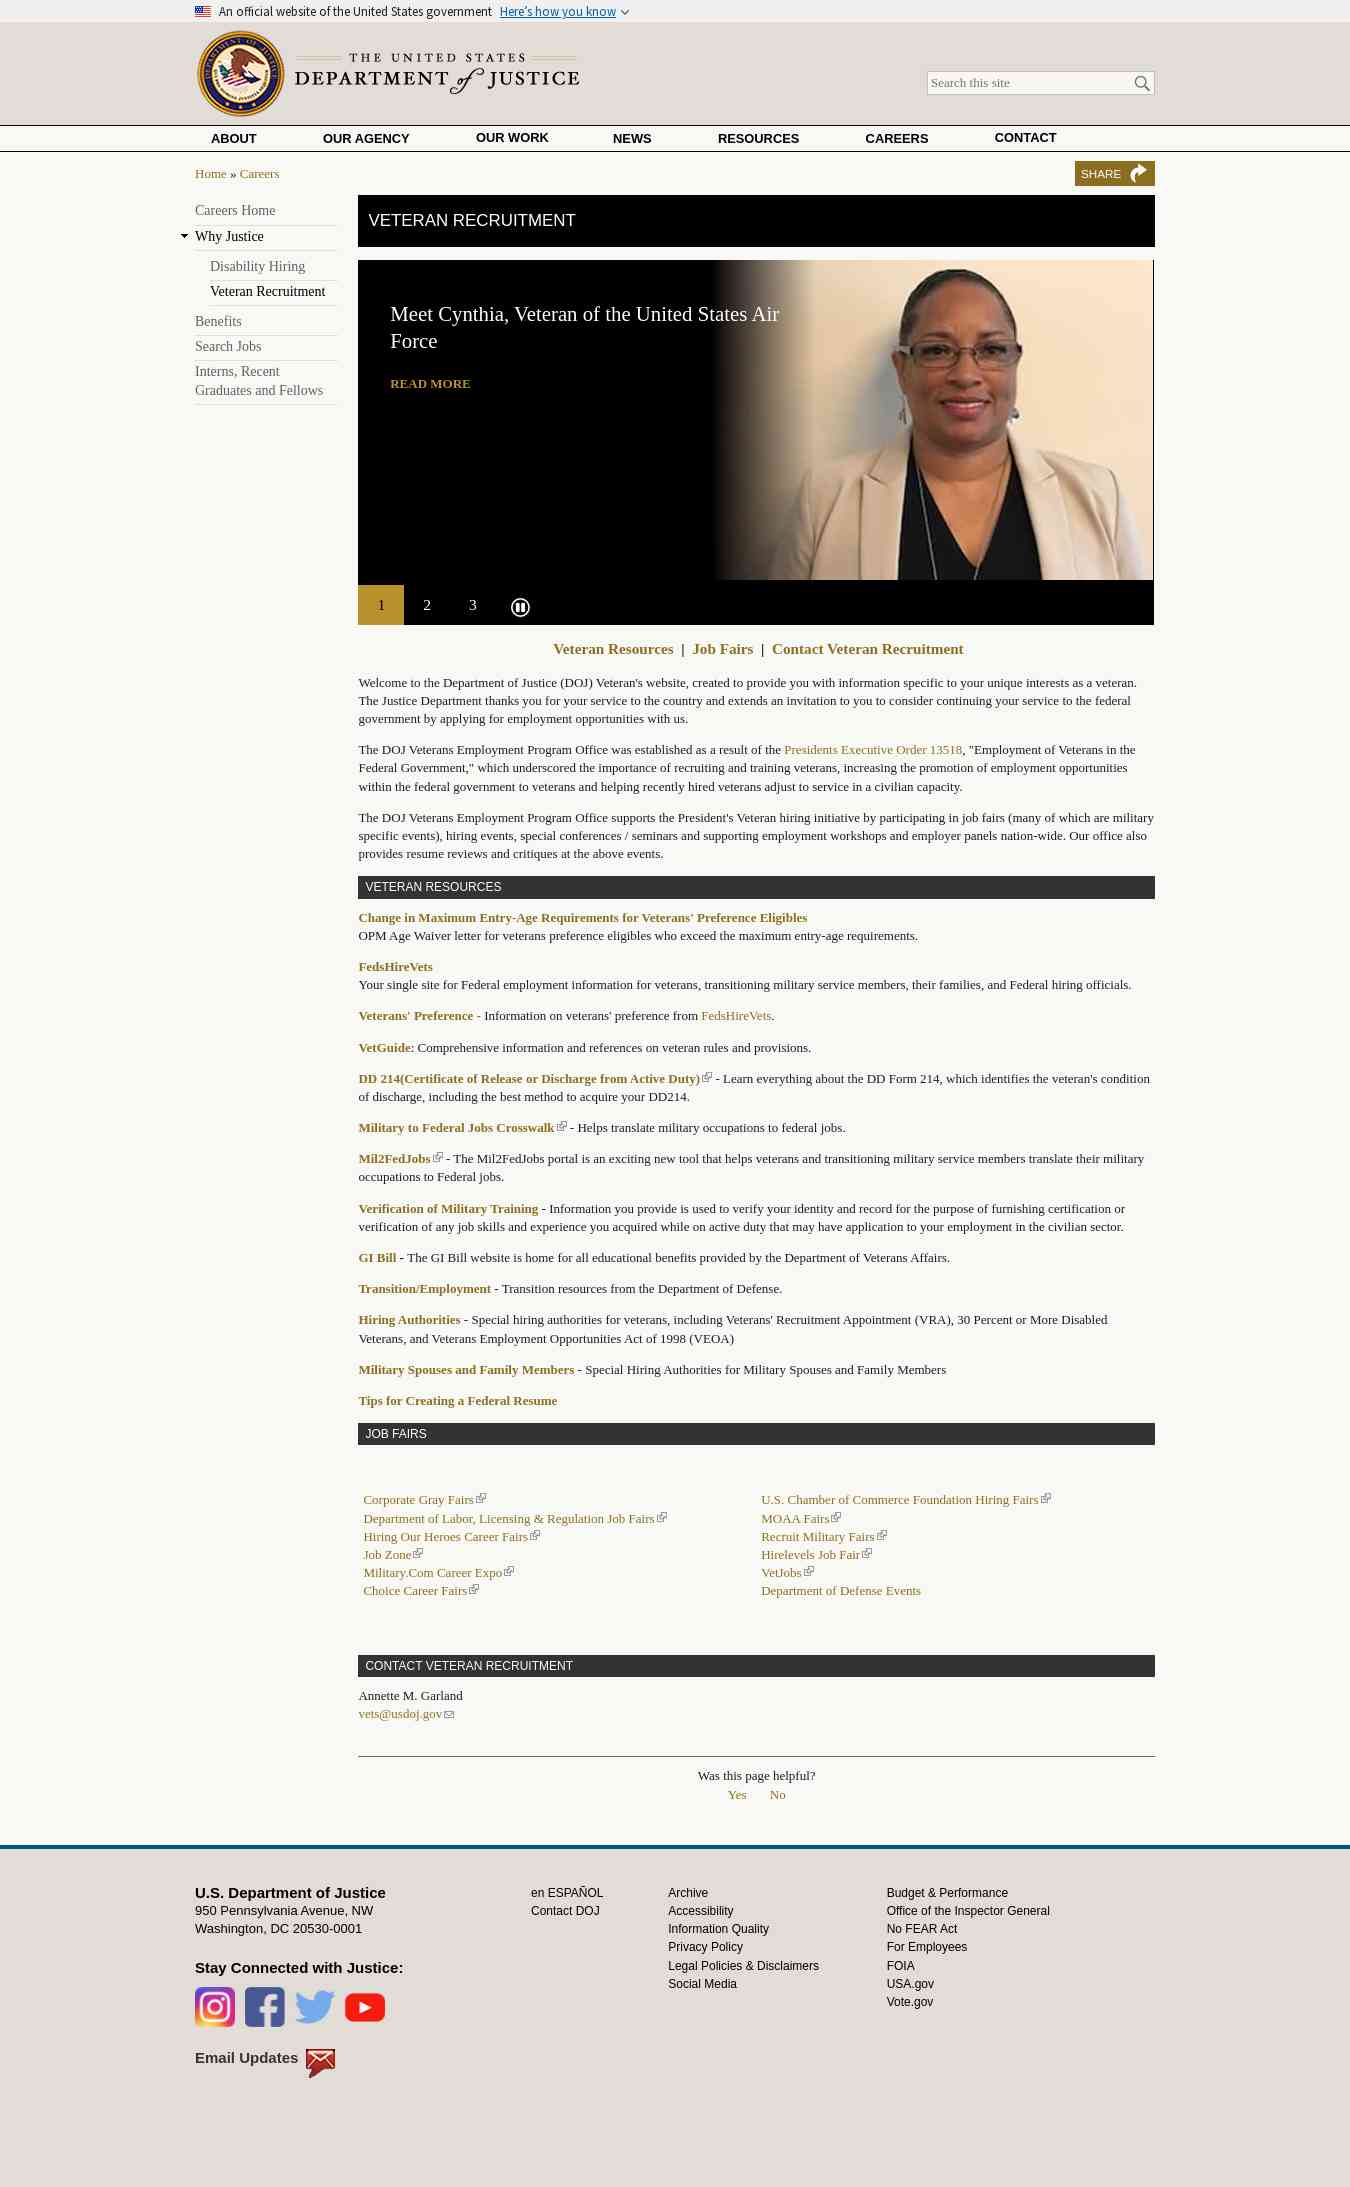 An official website of the United States government Here's how you know
THE UNITED STATES
DEPARTMENT of JUSTICE
Search this site
ABOUT OUR AGENCY OUR WORK NEWS RESOURCES CAREERS CONTACT
Home » Careers
SHARE
Careers Home
Why Justice
Disability Hiring
Veteran Recruitment
Benefits
Search Jobs
Interns, Recent
Graduates and Fellows
VETERAN RECRUITMENT
Meet Cynthia, Veteran of the United States Air
Force
READ MORE
1 2 3
Veteran Resources | Job Fairs | Contact Veteran Recruitment
Welcome to the Department of Justice (DOJ) Veteran's website, created to provide you with information specific to your unique interests as a veteran.
The Justice Department thanks you for your service to the country and extends an invitation to you to consider continuing your service to the federal
government by applying for employment opportunities with us.
The DOJ Veterans Employment Program Office was established as a result of the Presidents Executive Order 13518, "Employment of Veterans in the
Federal Government," which underscored the importance of recruiting and training veterans, increasing the promotion of employment opportunities
within the federal government to veterans and helping recently hired veterans adjust to service in a civilian capacity.
The DOJ Veterans Employment Program Office supports the President's Veteran hiring initiative by participating in job fairs (many of which are military
specific events), hiring events, special conferences / seminars and supporting employment workshops and employer panels nation-wide. Our office also
provides resume reviews and critiques at the above events.
VETERAN RESOURCES
Change in Maximum Entry-Age Requirements for Veterans' Preference Eligibles
OPM Age Waiver letter for veterans preference eligibles who exceed the maximum entry-age requirements.
FedsHireVets
Your single site for Federal employment information for veterans, transitioning military service members, their families, and Federal hiring officials.
Veterans' Preference - Information on veterans' preference from FedsHireVets.
VetGuide: Comprehensive information and references on veteran rules and provisions.
DD 214(Certificate of Release or Discharge from Active Duty) - Learn everything about the DD Form 214, which identifies the veteran's condition
of discharge, including the best method to acquire your DD214.
Military to Federal Jobs Crosswalk - Helps translate military occupations to federal jobs.
Mil2FedJobs - The Mil2FedJobs portal is an exciting new tool that helps veterans and transitioning military service members translate their military
occupations to Federal jobs.
Verification of Military Training - Information you provide is used to verify your identity and record for the purpose of furnishing certification or
verification of any job skills and experience you acquired while on active duty that may have application to your employment in the civilian sector.
GI Bill - The GI Bill website is home for all educational benefits provided by the Department of Veterans Affairs.
Transition/Employment - Transition resources from the Department of Defense.
Hiring Authorities - Special hiring authorities for veterans, including Veterans' Recruitment Appointment (VRA), 30 Percent or More Disabled
Veterans, and Veterans Employment Opportunities Act of 1998 (VEOA)
Military Spouses and Family Members - Special Hiring Authorities for Military Spouses and Family Members
Tips for Creating a Federal Resume
JOB FAIRS
Corporate Gray Fairs
Department of Labor, Licensing & Regulation Job Fairs
Hiring Our Heroes Career Fairs
Job Zone
Military.Com Career Expo
Choice Career Fairs
U.S. Chamber of Commerce Foundation Hiring Fairs
MOAA Fairs
Recruit Military Fairs
Hirelevels Job Fair
VetJobs
Department of Defense Events
CONTACT VETERAN RECRUITMENT
Annette M. Garland
vets@usdoj.gov
Was this page helpful?
Yes No
U.S. Department of Justice
950 Pennsylvania Avenue, NW
Washington, DC 20530-0001
Stay Connected with Justice:
Email Updates
en ESPAÑOL
Contact DOJ
Archive
Accessibility
Information Quality
Privacy Policy
Legal Policies & Disclaimers
Social Media
Budget & Performance
Office of the Inspector General
No FEAR Act
For Employees
FOIA
USA.gov
Vote.gov